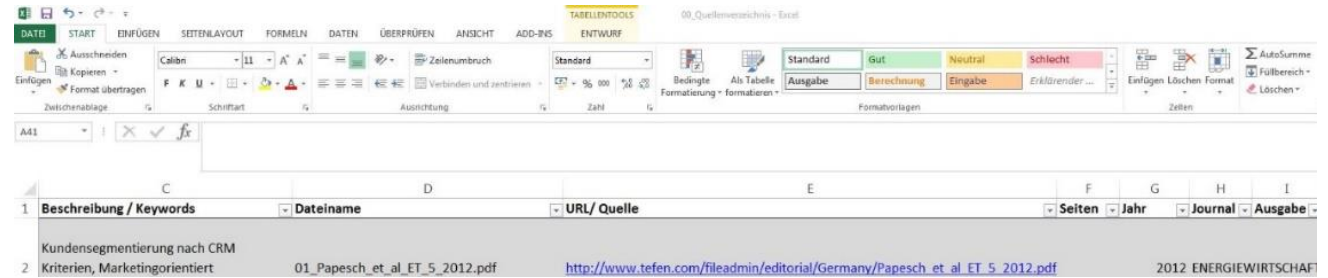 TABELLENTOOLS 00_Quellenverzeichnis - Excel
DATEI START EINFÜGEN SEITENLAYOUT FORMELN DATEN ÜBERPRÜFEN ANSICHT ADD-INS ENTWURF
Ausschneiden
Kopieren
Format übertragen
Einfügen
Zwischenablage
Calibri 11
F K U
Schriftart
Zeilenumbruch
Verbinden und zentrieren
Ausrichtung
Standard
% 000
Zahl
Bedingte
Formatierung
Als Tabelle
formatieren
Standard Gut Neutral Schlecht
Ausgabe Berechnung Eingabe Erklärender ...
Formatvorlagen
Einfügen Löschen Format
Zellen
AutoSumme
Füllbereich
Löschen
A41 fx
C D E F G H I
1 Beschreibung / Keywords Dateiname URL/ Quelle Seiten Jahr Journal Ausgabe
Kundensegmentierung nach CRM
2 Kriterien, Marketingorientiert 01_Papesch_et_al_ET_5_2012.pdf http://www.tefen.com/fileadmin/editorial/Germany/Papesch_et_al_ET_5_2012.pdf 2012 ENERGIEWIRTSCHAFT